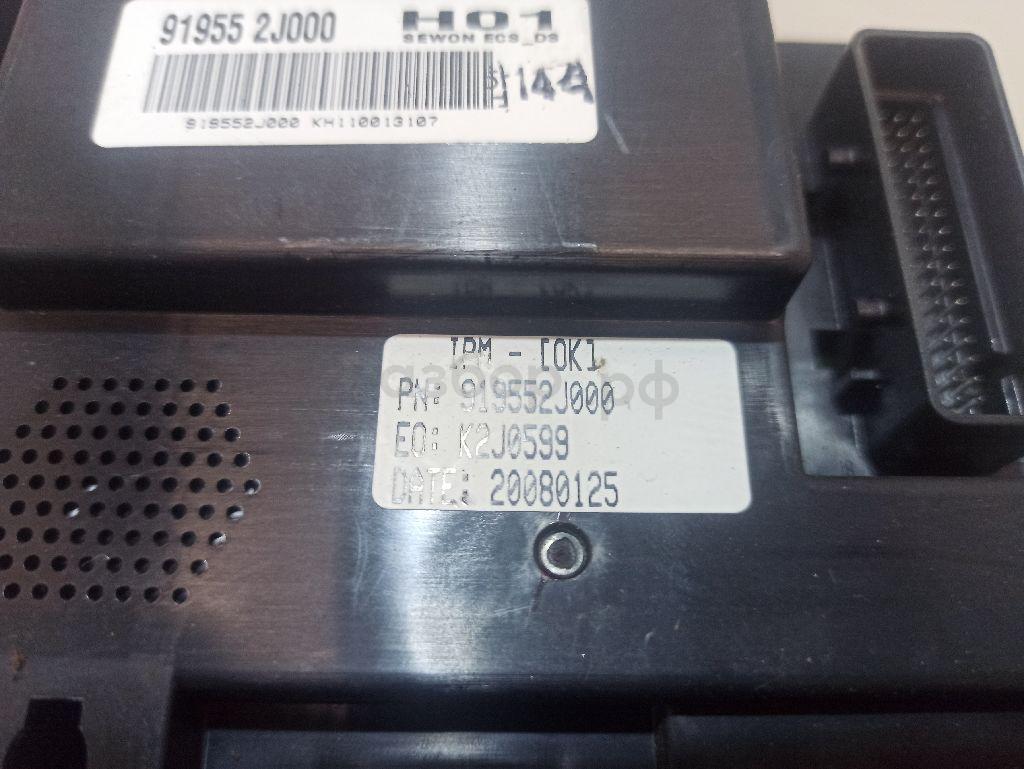 91955 2J000
H01
SEWON ECS_DS
144
919552J000 KH110013107
IPM - [OK]
PN: 919552J000
EO: K2J0599
DATE: 20080125